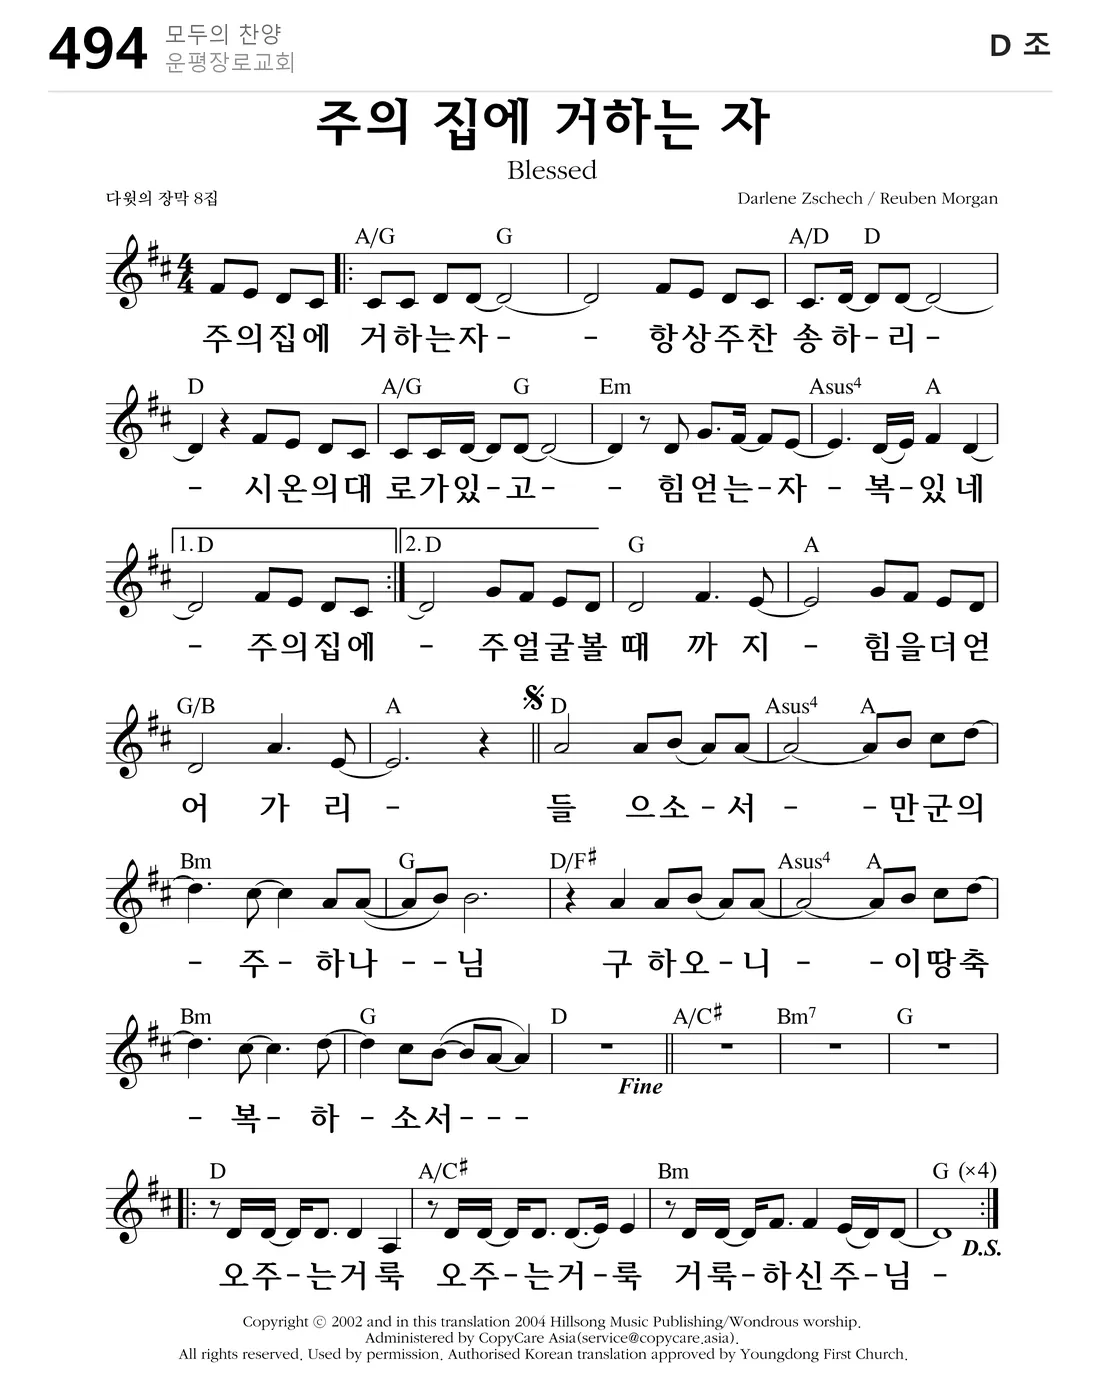 494 모두의 찬양
운평장로교회
D 조
주의 집에 거하는 자
Blessed
다윗의 장막 8집 Darlene Zschech / Reuben Morgan
A/G G A/D D
주의집에 거하는자- - 항상주찬 송하-리-
D A/G G Em Asus4 A
- 시온의대 로가있-고- - 힘얻는-자 - 복-있네
1. D 2. D G A
- 주의집에 - 주얼굴볼 때 까 지 - 힘을더얻
G/B A D Asus4 A
어 가 리 - 들 으소-서 - -만군의
Bm G D/F# Asus4 A
- 주- 하나 --님 구하오-니 - -이땅축
Bm G D A/C# Bm7 G
Fine
- 복- 하 - 소서---
D A/C# Bm G (×4)
D.S.
오주-는거룩 오주-는거-룩 거룩-하신주-님 -
Copyright ⓒ 2002 and in this translation 2004 Hillsong Music Publishing/Wondrous worship.
Administered by CopyCare Asia(service@copycare.asia).
All rights reserved. Used by permission. Authorised Korean translation approved by Youngdong First Church.